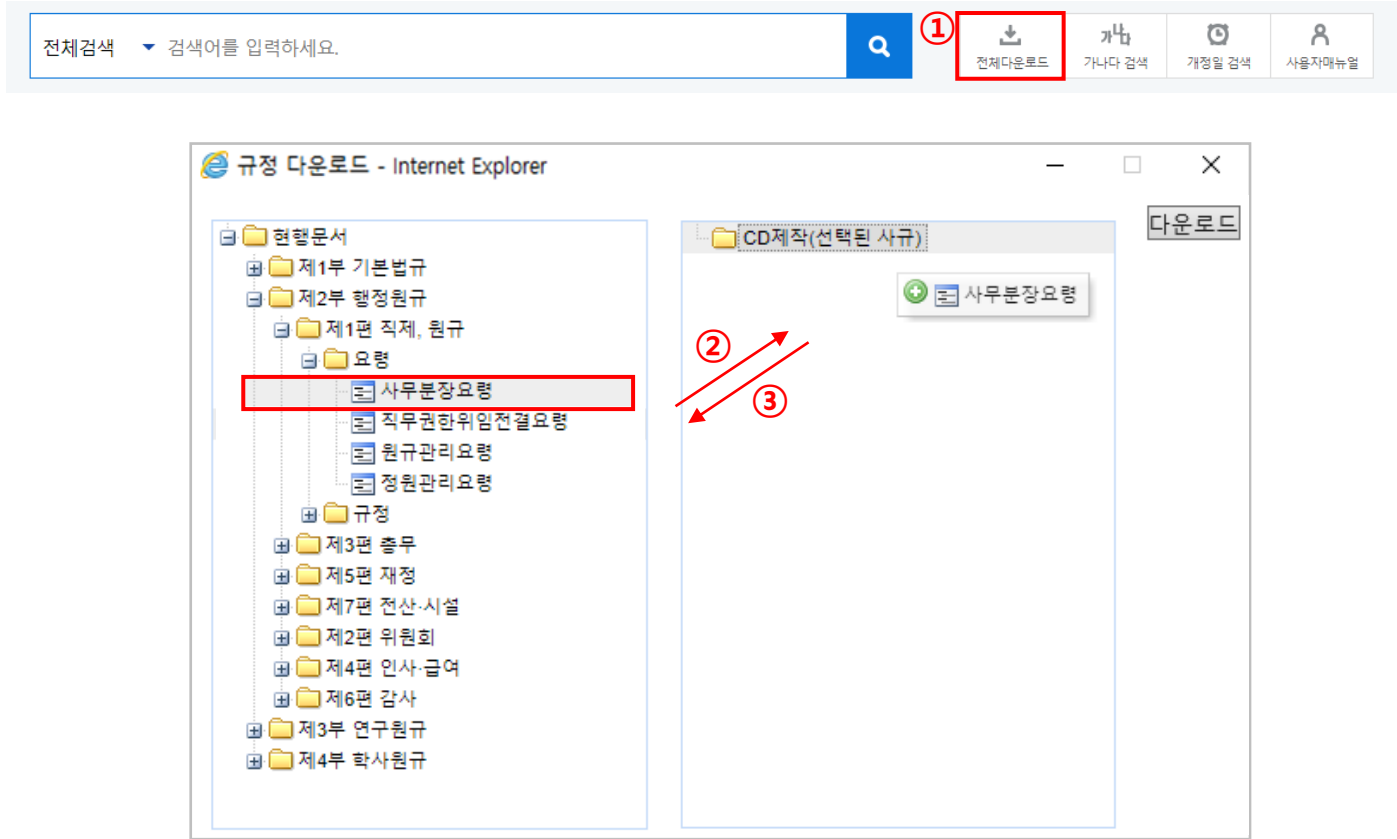 전체검색 검색어를 입력하세요.
①
전체다운로드
가나다
가나다 검색
개정일 검색
사용자매뉴얼
규정 다운로드 - Internet Explorer
다운로드
현행문서
제1부 기본법규
제2부 행정원규
제1편 직제, 원규
요령
사무분장요령
직무권한위임전결요령
원규관리요령
정원관리요령
규정
제3편 총무
제5편 재정
제7편 전산·시설
제2편 위원회
제4편 인사·급여
제6편 감사
제3부 연구원규
제4부 학사원규
CD제작(선택된 사규)
사무분장요령
②
③